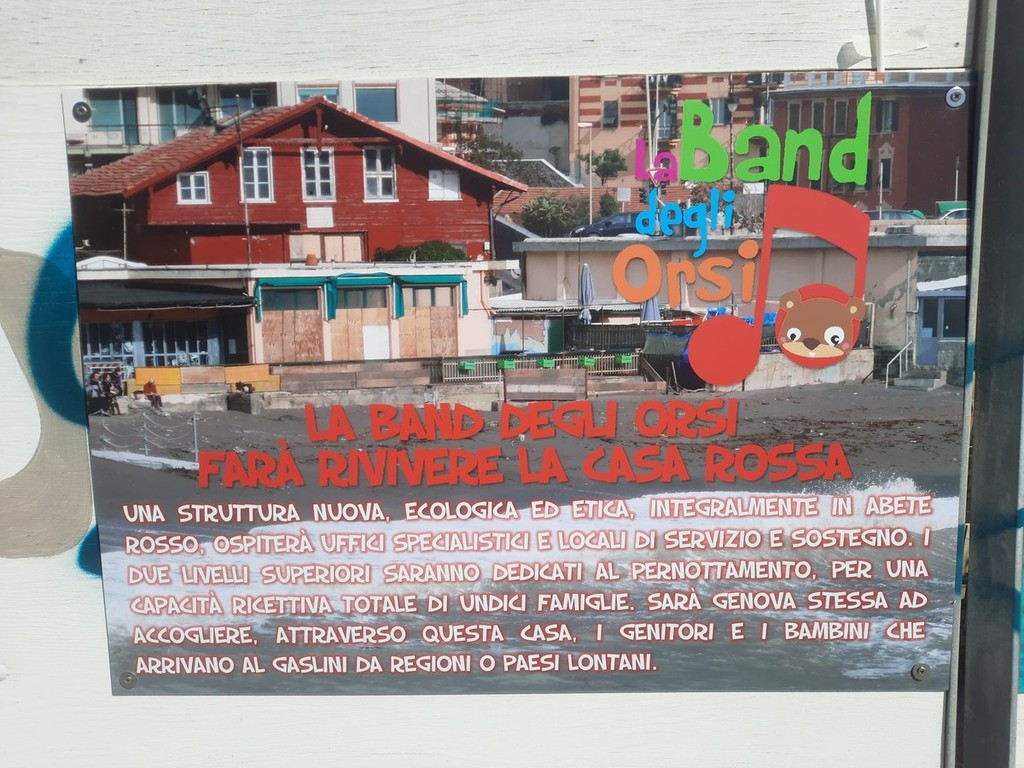 La Band
degli
Orsi
LA BAND DEGLI ORSI
FARÀ RIVIVERE LA CASA ROSSA
UNA STRUTTURA NUOVA, ECOLOGICA ED ETICA, INTEGRALMENTE IN ABETE
ROSSO, OSPITERÀ UFFICI SPECIALISTICI E LOCALI DI SERVIZIO E SOSTEGNO. I
DUE LIVELLI SUPERIORI SARANNO DEDICATI AL PERNOTTAMENTO, PER UNA
CAPACITÀ RICETTIVA TOTALE DI UNDICI FAMIGLIE. SARÀ GENOVA STESSA AD
ACCOGLIERE, ATTRAVERSO QUESTA CASA, I GENITORI E I BAMBINI CHE
ARRIVANO AL GASLINI DA REGIONI O PAESI LONTANI.